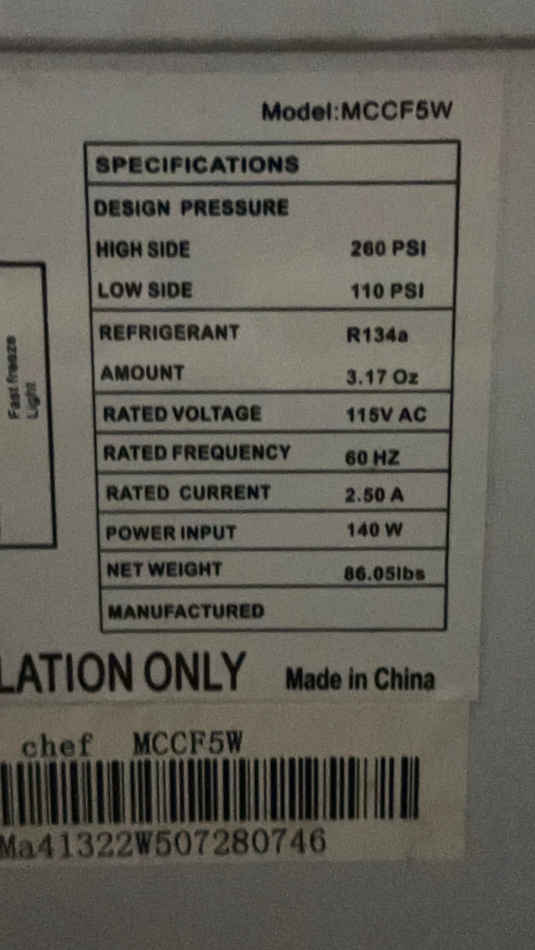 Model:MCCF5W
SPECIFICATIONS
DESIGN PRESSURE
HIGH SIDE 260 PSI
LOW SIDE 110 PSI
REFRIGERANT R134a
AMOUNT 3.17 Oz
RATED VOLTAGE 115V AC
RATED FREQUENCY 60 HZ
RATED CURRENT 2.50 A
POWER INPUT 140 W
NET WEIGHT 86.05lbs
MANUFACTURED
Fast freeze
Light
LATION ONLY Made in China
chef MCCF5W
Ma41322W507280746